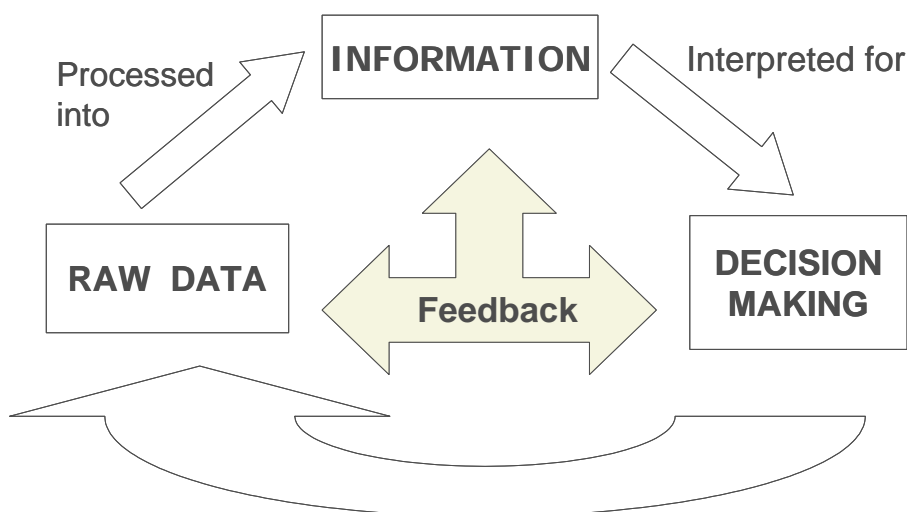 INFORMATION
Interpreted for
Processed
into
RAW DATA
DECISION
MAKING
Feedback